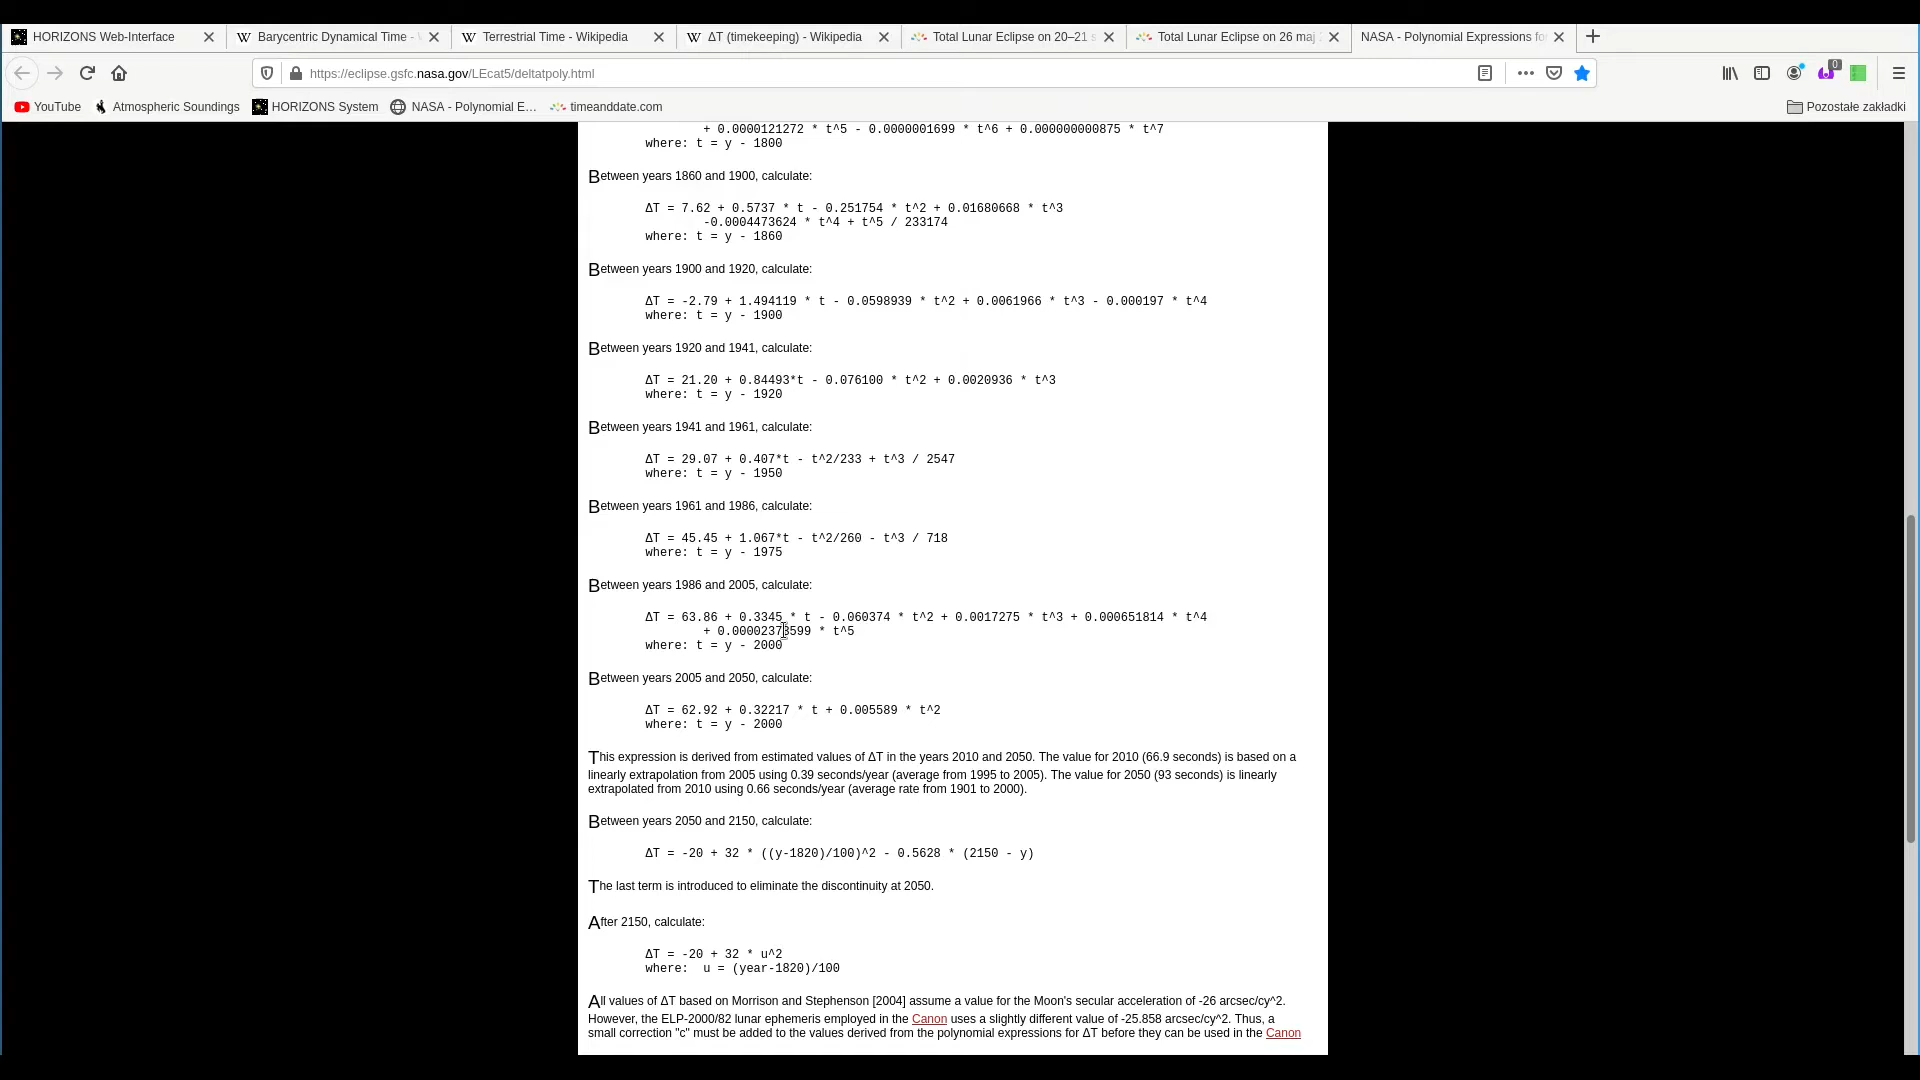 HORIZONS Web-Interface
Barycentric Dynamical Time -
Terrestrial Time - Wikipedia
ΔT (timekeeping) - Wikipedia
Total Lunar Eclipse on 20–21 s
Total Lunar Eclipse on 26 maj
NASA - Polynomial Expressions fo
https://eclipse.gsfc.nasa.gov/LEcat5/deltatpoly.html
0
YouTube
Atmospheric Soundings
HORIZONS System
NASA - Polynomial E…
timeanddate.com
Pozostałe zakładki
+ 0.0000121272 * t^5 - 0.0000001699 * t^6 + 0.000000000875 * t^7
where: t = y - 1800
Between years 1860 and 1900, calculate:
ΔT = 7.62 + 0.5737 * t - 0.251754 * t^2 + 0.01680668 * t^3
-0.0004473624 * t^4 + t^5 / 233174
where: t = y - 1860
Between years 1900 and 1920, calculate:
ΔT = -2.79 + 1.494119 * t - 0.0598939 * t^2 + 0.0061966 * t^3 - 0.000197 * t^4
where: t = y - 1900
Between years 1920 and 1941, calculate:
ΔT = 21.20 + 0.84493*t - 0.076100 * t^2 + 0.0020936 * t^3
where: t = y - 1920
Between years 1941 and 1961, calculate:
ΔT = 29.07 + 0.407*t - t^2/233 + t^3 / 2547
where: t = y - 1950
Between years 1961 and 1986, calculate:
ΔT = 45.45 + 1.067*t - t^2/260 - t^3 / 718
where: t = y - 1975
Between years 1986 and 2005, calculate:
ΔT = 63.86 + 0.3345 * t - 0.060374 * t^2 + 0.0017275 * t^3 + 0.000651814 * t^4
+ 0.00002373599 * t^5
where: t = y - 2000
Between years 2005 and 2050, calculate:
ΔT = 62.92 + 0.32217 * t + 0.005589 * t^2
where: t = y - 2000
This expression is derived from estimated values of ΔT in the years 2010 and 2050. The value for 2010 (66.9 seconds) is based on a
linearly extrapolation from 2005 using 0.39 seconds/year (average from 1995 to 2005). The value for 2050 (93 seconds) is linearly
extrapolated from 2010 using 0.66 seconds/year (average rate from 1901 to 2000).
Between years 2050 and 2150, calculate:
ΔT = -20 + 32 * ((y-1820)/100)^2 - 0.5628 * (2150 - y)
The last term is introduced to eliminate the discontinuity at 2050.
After 2150, calculate:
ΔT = -20 + 32 * u^2
where: u = (year-1820)/100
All values of ΔT based on Morrison and Stephenson [2004] assume a value for the Moon's secular acceleration of -26 arcsec/cy^2.
However, the ELP-2000/82 lunar ephemeris employed in the Canon uses a slightly different value of -25.858 arcsec/cy^2. Thus, a
small correction "c" must be added to the values derived from the polynomial expressions for ΔT before they can be used in the Canon